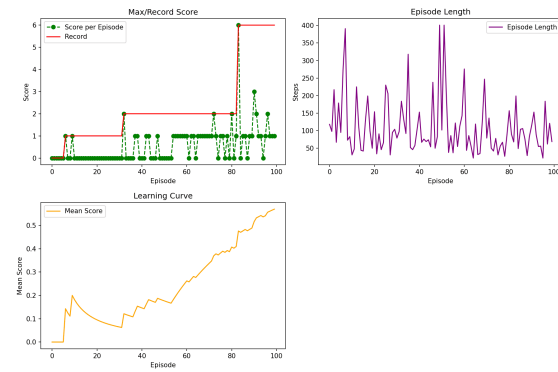 Max/Record Score
Score per Episode
Record
6
5
4
3
2
1
0
Score
0 20 40 60 80 100
Episode
Episode Length
Episode Length
400
350
300
250
200
150
100
50
Steps
0 20 40 60 80 100
Episode
Learning Curve
Mean Score
0.5
0.4
0.3
0.2
0.1
0.0
Mean Score
0 20 40 60 80 100
Episode